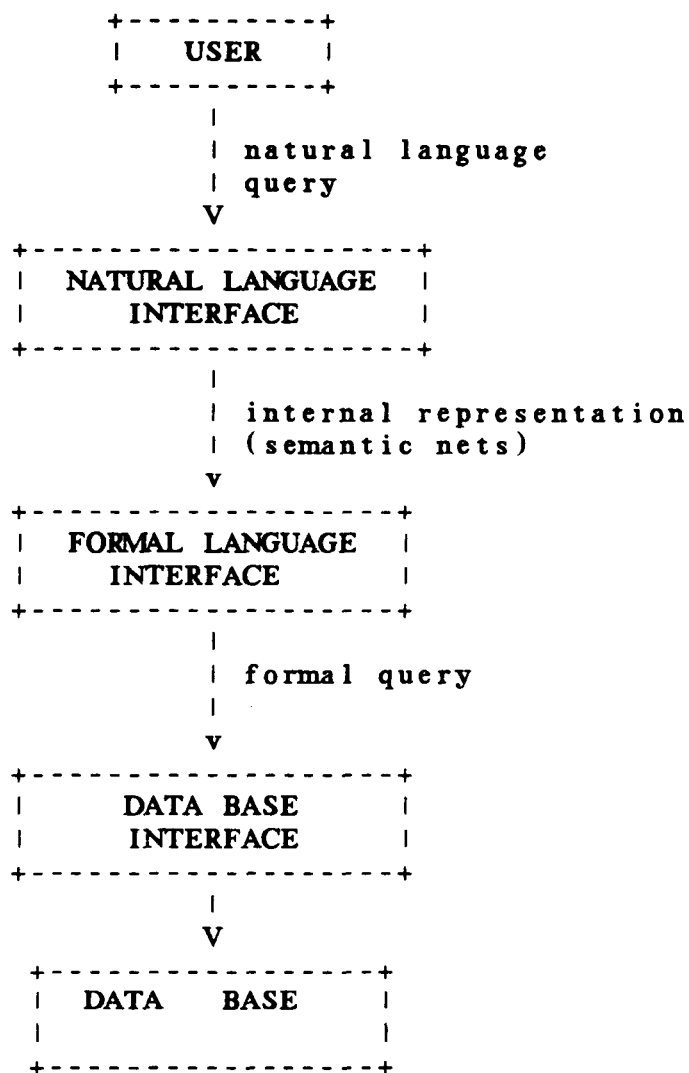 USER
natural language
query
NATURAL LANGUAGE
INTERFACE
internal representation
(semantic nets)
FORMAL LANGUAGE
INTERFACE
formal query
DATA BASE
INTERFACE
DATA BASE